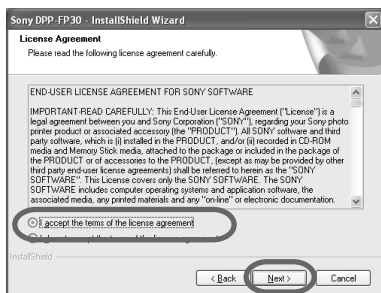 Sony DPP-FP30 - InstallShield Wizard
License Agreement
Please read the following license agreement carefully.
END-USER LICENSE AGREEMENT FOR SONY SOFTWARE
IMPORTANT-READ CAREFULLY: This End-User License Agreement ("License") is a
legal agreement between you and Sony Corporation ("SONY"), regarding your Sony photo
printer product or associated accessory (the "PRODUCT"). All SONY software and third
party software, which is (i) installed in the PRODUCT, and/or (ii) recorded in CD-ROM
media and Memory Stick media, attached to the package or included in the package of
the PRODUCT or of accessories to the PRODUCT, (except as may be provided by other
third party end-user license agreements) shall be referred to herein as the "SONY
SOFTWARE". This License covers only the SONY SOFTWARE. The SONY
SOFTWARE includes computer operating systems and application software, the
associated media, any printed materials and any "on-line" or electronic documentation.
I accept the terms of the license agreement
InstallShield
< Back
Next >
Cancel